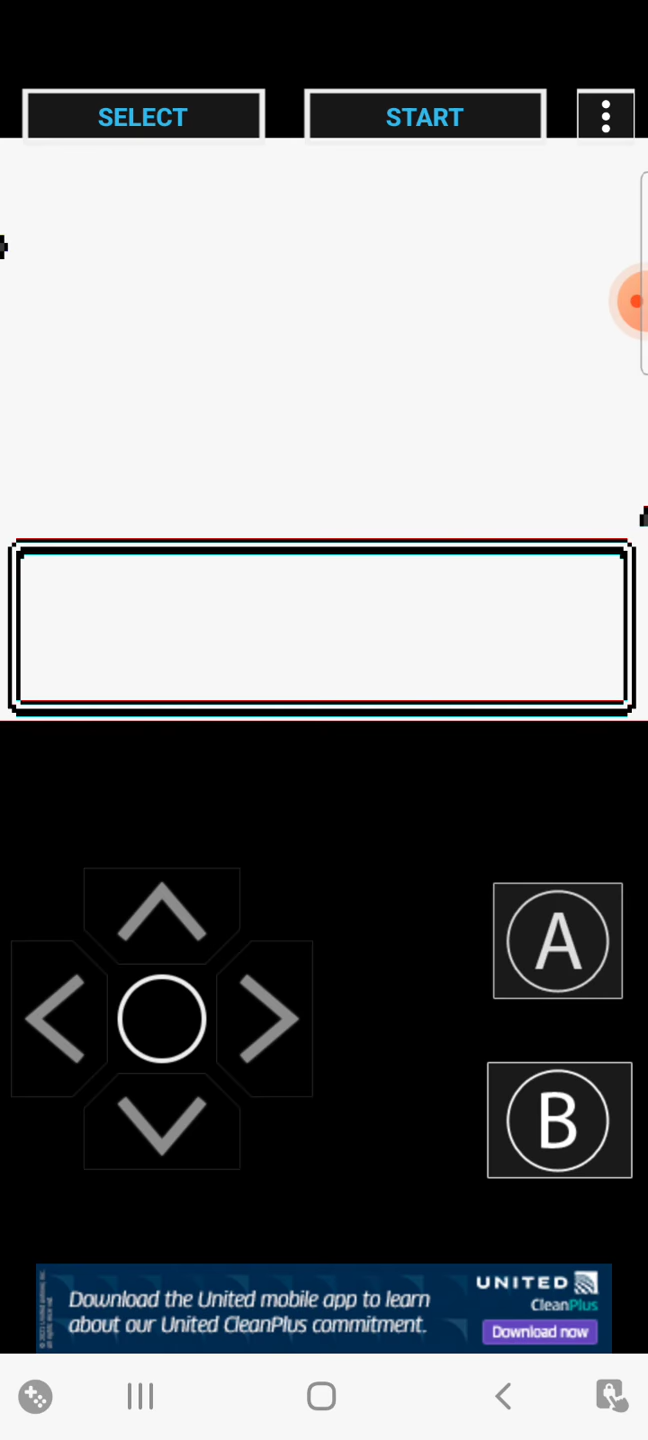 SELECT
START
A
B
Download the United mobile app to learn
about our United CleanPlus commitment.
UNITED
CleanPlus
Download now